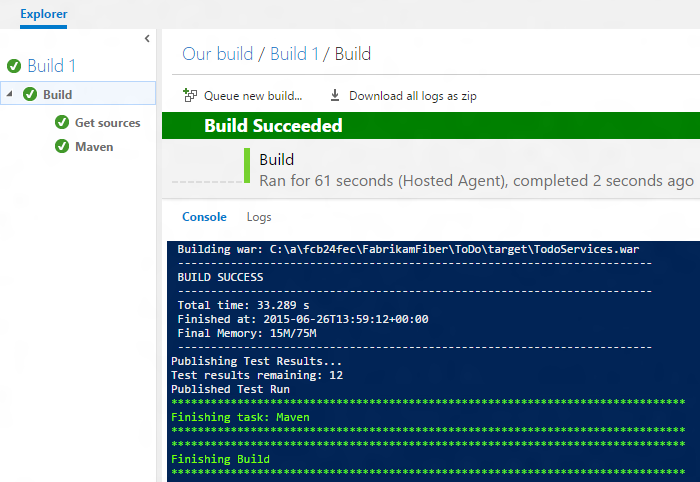 Explorer
Build 1
Build
Get sources
Maven
Our build / Build 1 / Build
Queue new build... Download all logs as zip
Build Succeeded
Build
Ran for 61 seconds (Hosted Agent), completed 2 seconds ago
Console Logs
Building war: C:\a\fcb24fec\FabrikamFiber\ToDo\target\TodoServices.war
------------------------------------------------------------------------
BUILD SUCCESS
------------------------------------------------------------------------
Total time: 33.289 s
Finished at: 2015-06-26T13:59:12+00:00
Final Memory: 15M/75M
------------------------------------------------------------------------
Publishing Test Results...
Test results remaining: 12
Published Test Run
******************************************************************************
Finishing task: Maven
******************************************************************************
******************************************************************************
Finishing Build
******************************************************************************